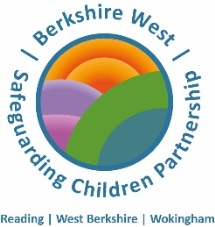 | Berkshire West |
Safeguarding Children Partnership
Reading | West Berkshire | Wokingham